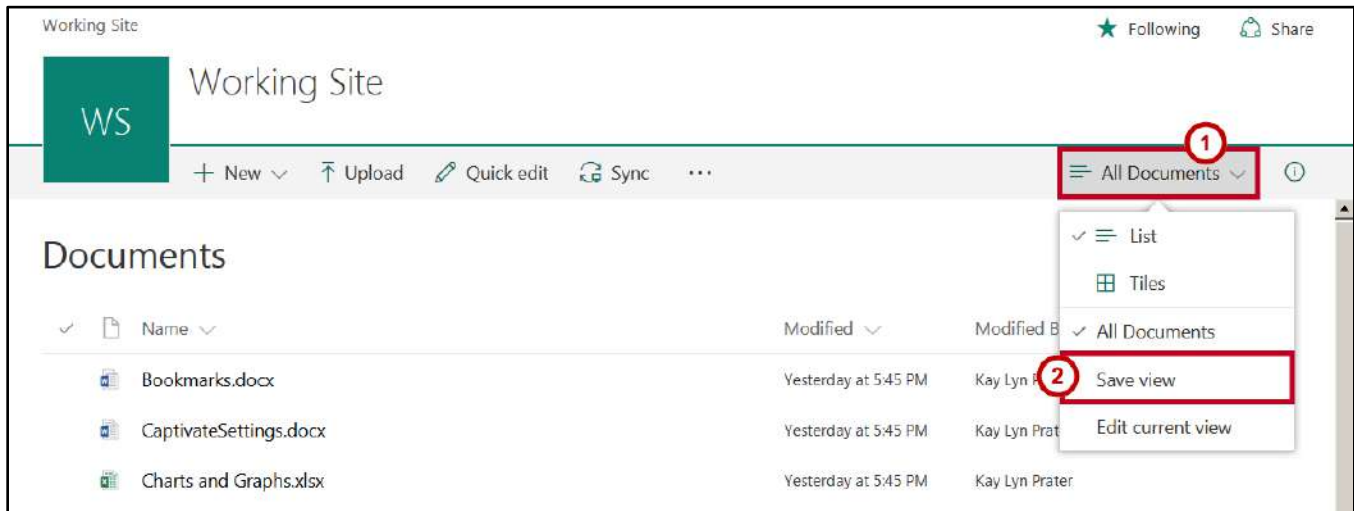 Working Site
Following Share
WS
Working Site
1
+ New Upload Quick edit Sync ... All Documents
List
Documents
Tiles
Name Modified Modified B
All Documents
Bookmarks.docx Yesterday at 5:45 PM Kay Lyn
2 Save view
CaptivateSettings.docx Yesterday at 5:45 PM Kay Lyn Prat
Edit current view
Charts and Graphs.xlsx Yesterday at 5:45 PM Kay Lyn Prater